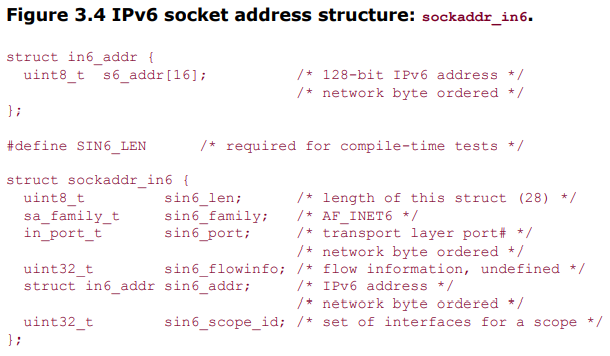 Figure 3.4 IPv6 socket address structure: sockaddr_in6.
struct in6_addr {
  uint8_t  s6_addr[16];           /* 128-bit IPv6 address */
                                  /* network byte ordered */
};
#define SIN6_LEN      /* required for compile-time tests */
struct sockaddr_in6 {
  uint8_t         sin6_len;       /* length of this struct (28) */
  sa_family_t     sin6_family;    /* AF_INET6 */
  in_port_t       sin6_port;      /* transport layer port# */
                                  /* network byte ordered */
  uint32_t        sin6_flowinfo;  /* flow information, undefined */
  struct in6_addr sin6_addr;      /* IPv6 address */
                                  /* network byte ordered */
  uint32_t        sin6_scope_id;  /* set of interfaces for a scope */
};